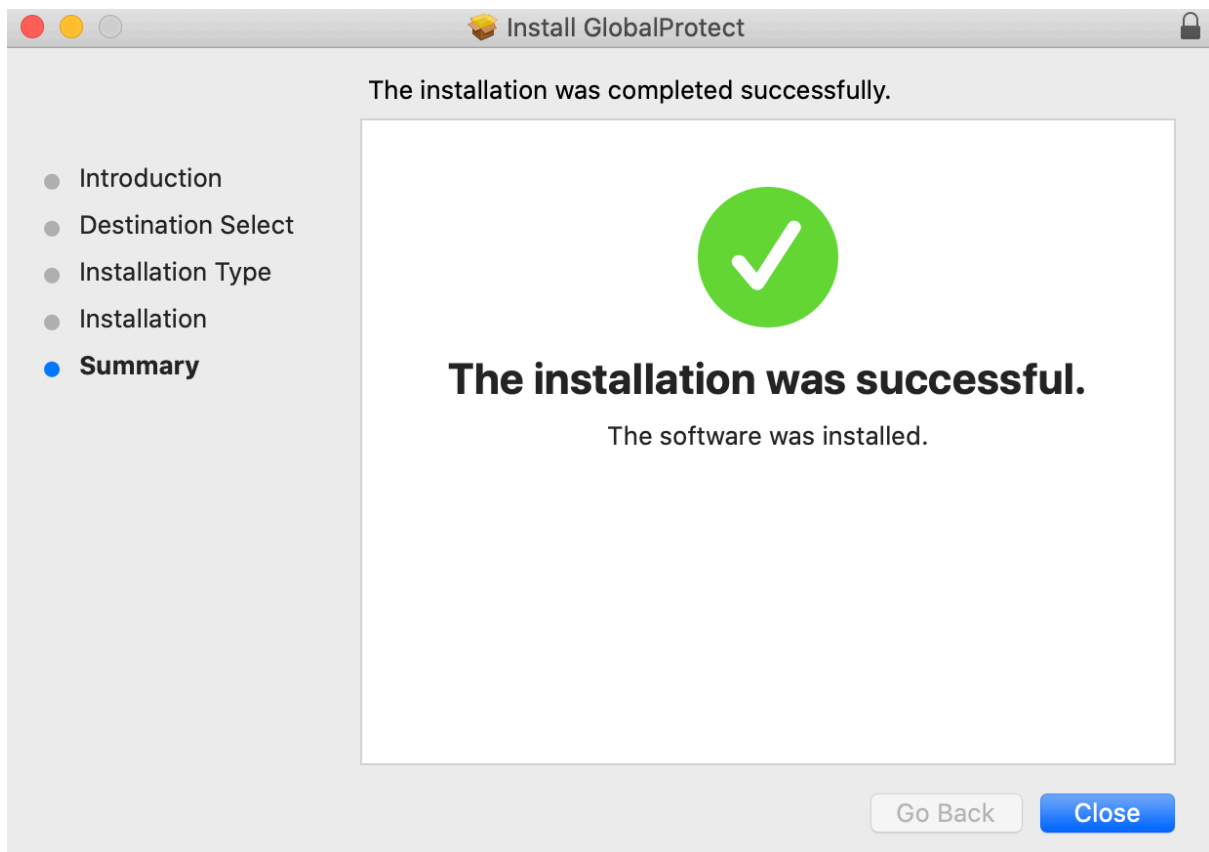 Install GlobalProtect
The installation was completed successfully.
Introduction
Destination Select
Installation Type
Installation
Summary
The installation was successful.
The software was installed.
Go Back
Close